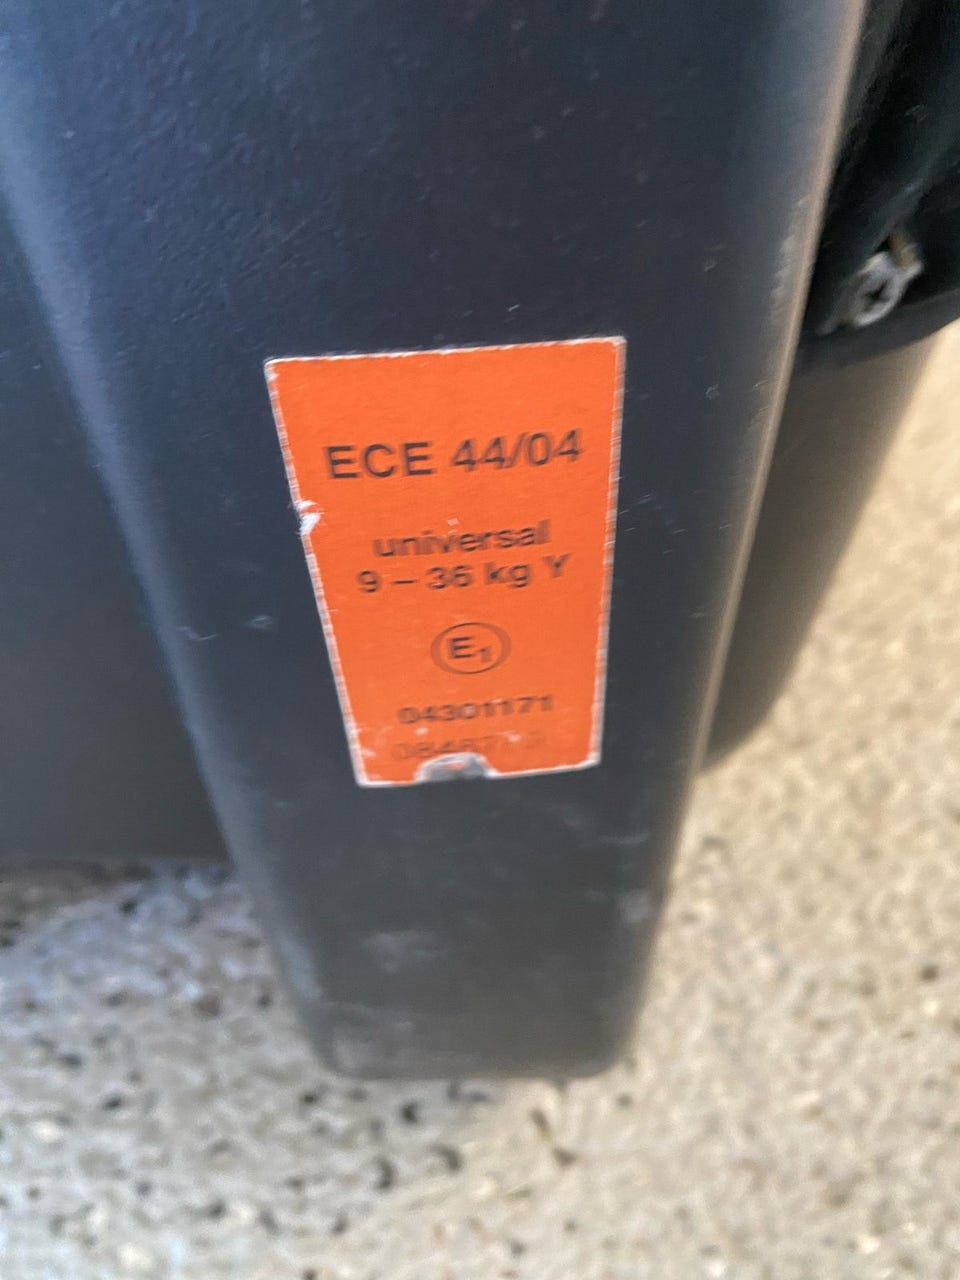 ECE 44/04
universal
9 – 36 kg Y
E1
04301171